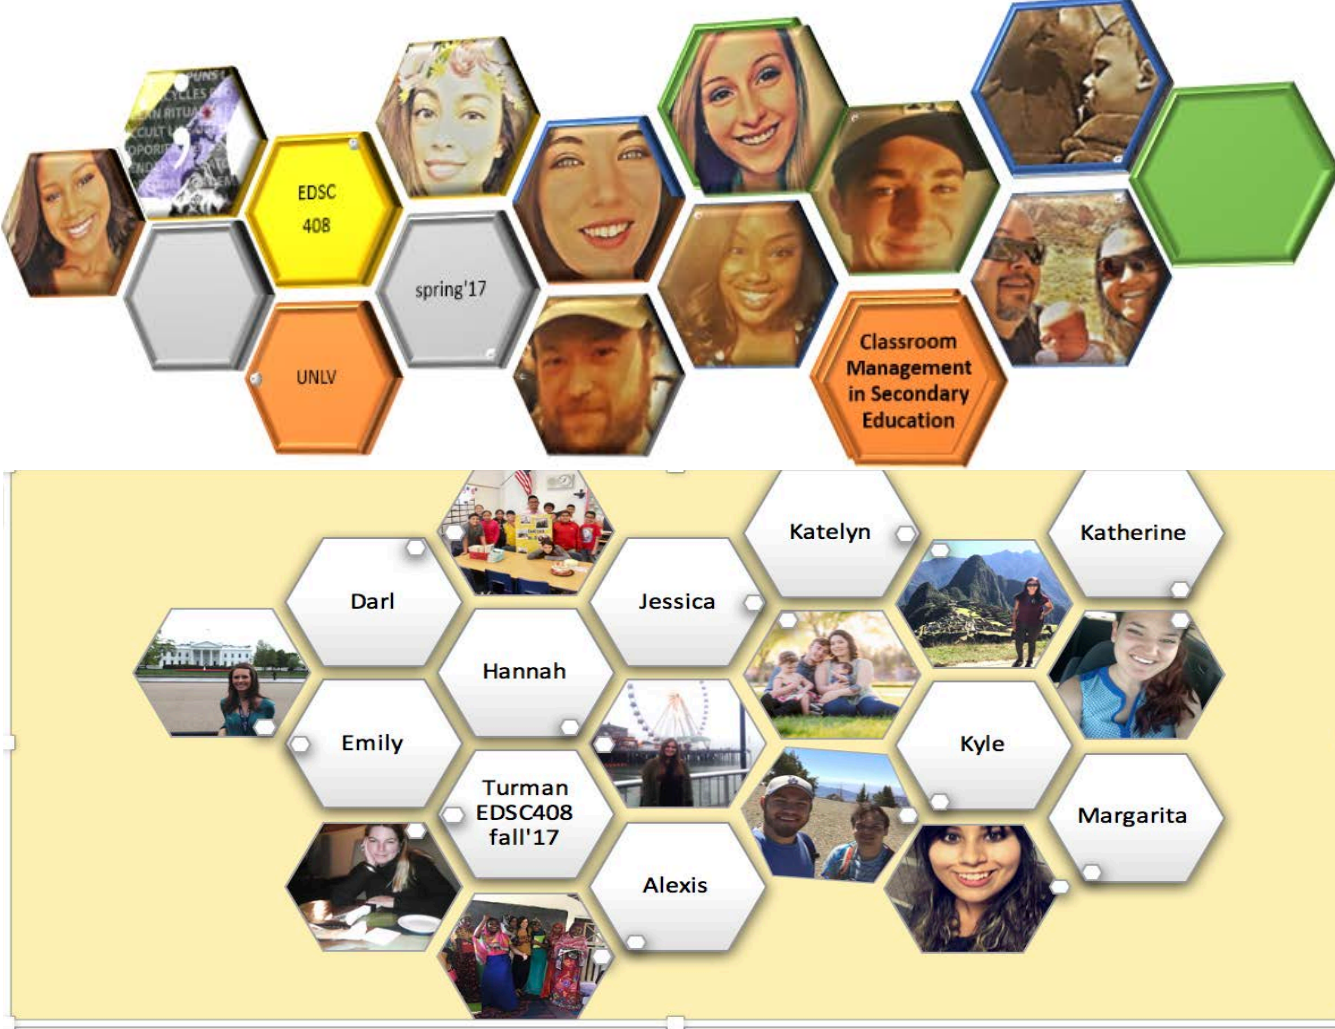 EDSC
408
spring'17
UNLV
Classroom
Management
in Secondary
Education
Katelyn
Katherine
Darl
Jessica
Hannah
Emily
Kyle
Turman
EDSC408
fall'17
Margarita
Alexis